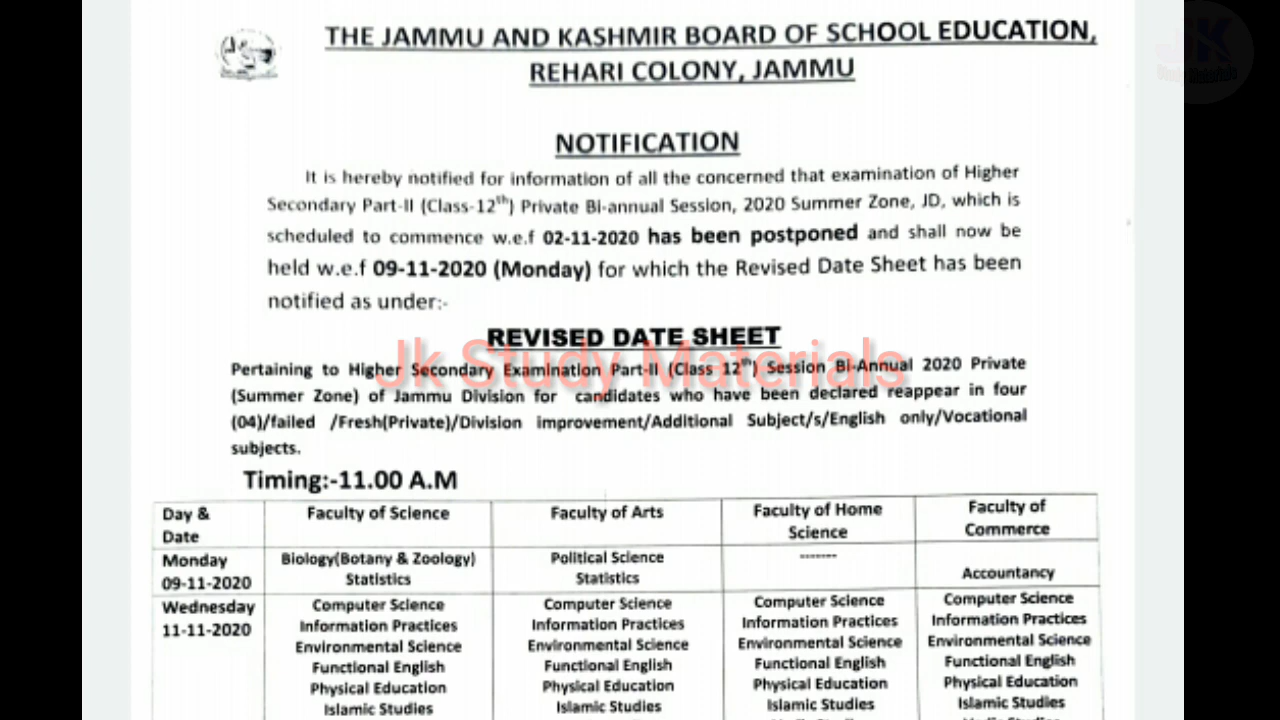 THE JAMMU AND KASHMIR BOARD OF SCHOOL EDUCATION,
REHARI COLONY, JAMMU
JK
NOTIFICATION
It is hereby notified for information of all the concerned that examination of Higher
Secondary Part-II (Class-12th) Private Bi-annual Session, 2020 Summer Zone, JD, which is
scheduled to commence w.e.f 02-11-2020 has been postponed and shall now be
held w.e.f 09-11-2020 (Monday) for which the Revised Date Sheet has been
notified as under:-
REVISED DATE SHEET
Jk Study Materials
Pertaining to Higher Secondary Examination Part-II (Class 12th) Session Bi-Annual 2020 Private
(Summer Zone) of Jammu Division for candidates who have been declared reappear in four
(04)/failed /Fresh(Private)/Division improvement/Additional Subject/s/English only/Vocational
subjects.
Timing:-11.00 A.M
Day & Date
Faculty of Science
Faculty of Arts
Faculty of Home Science
Faculty of Commerce
Monday
09-11-2020
Biology(Botany & Zoology)
Statistics
Political Science
Statistics
-------
Accountancy
Wednesday
11-11-2020
Computer Science
Information Practices
Environmental Science
Functional English
Physical Education
Islamic Studies
Computer Science
Information Practices
Environmental Science
Functional English
Physical Education
Islamic Studies
Computer Science
Information Practices
Environmental Science
Functional English
Physical Education
Islamic Studies
Computer Science
Information Practices
Environmental Science
Functional English
Physical Education
Islamic Studies